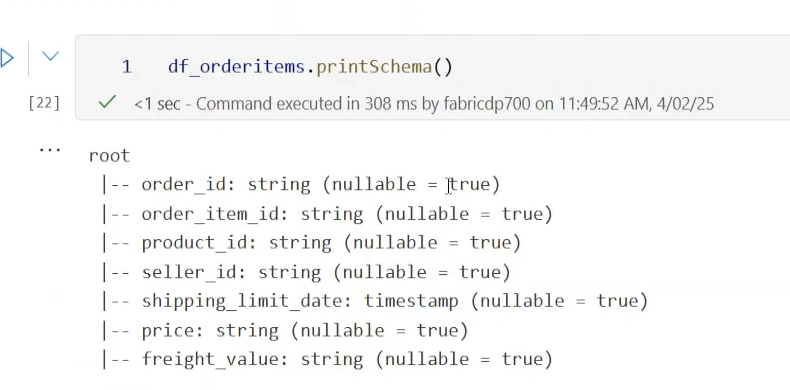 1 df_orderitems.printSchema()
[22] <1 sec - Command executed in 308 ms by fabricdp700 on 11:49:52 AM, 4/02/25
... root
|-- order_id: string (nullable = true)
|-- order_item_id: string (nullable = true)
|-- product_id: string (nullable = true)
|-- seller_id: string (nullable = true)
|-- shipping_limit_date: timestamp (nullable = true)
|-- price: string (nullable = true)
|-- freight_value: string (nullable = true)